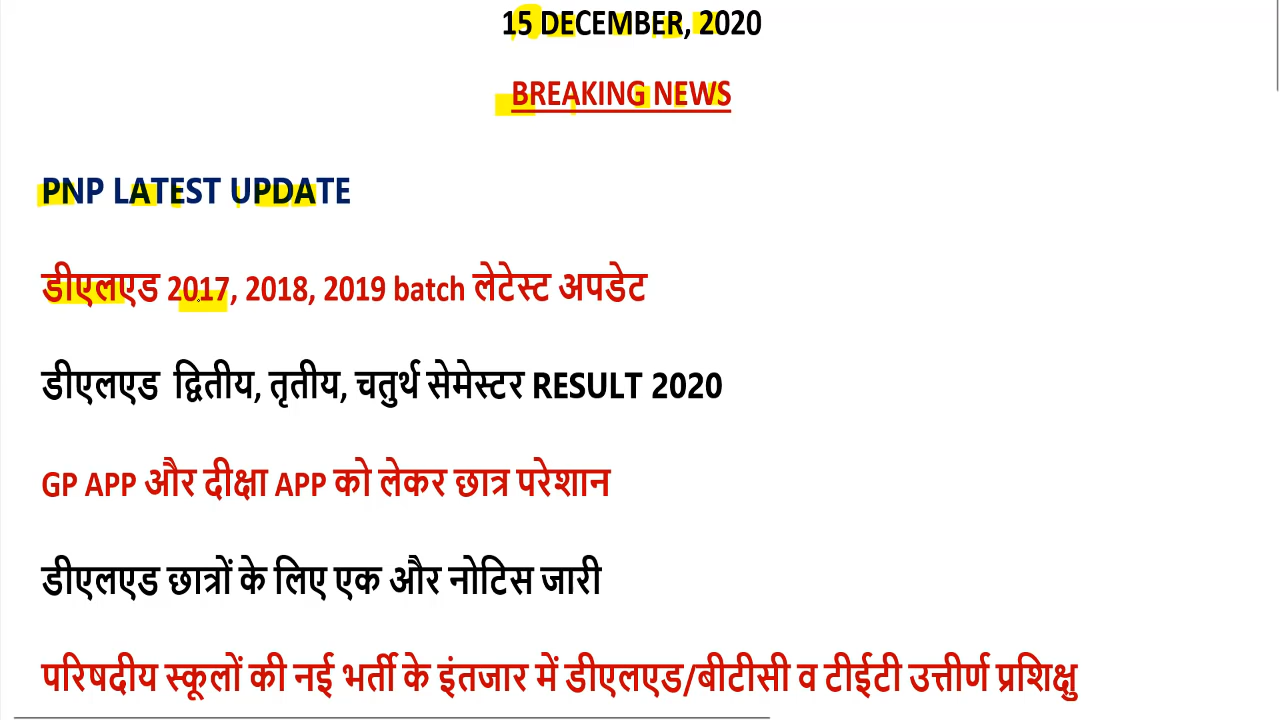 15 DECEMBER, 2020
BREAKING NEWS
PNP LATEST UPDATE
डीएलएड 2017, 2018, 2019 batch लेटेस्ट अपडेट
डीएलएड द्वितीय, तृतीय, चतुर्थ सेमेस्टर RESULT 2020
GP APP और दीक्षा APP को लेकर छात्र परेशान
डीएलएड छात्रों के लिए एक और नोटिस जारी
परिषदीय स्कूलों की नई भर्ती के इंतजार में डीएलएड/बीटीसी व टीईटी उत्तीर्ण प्रशिक्षु